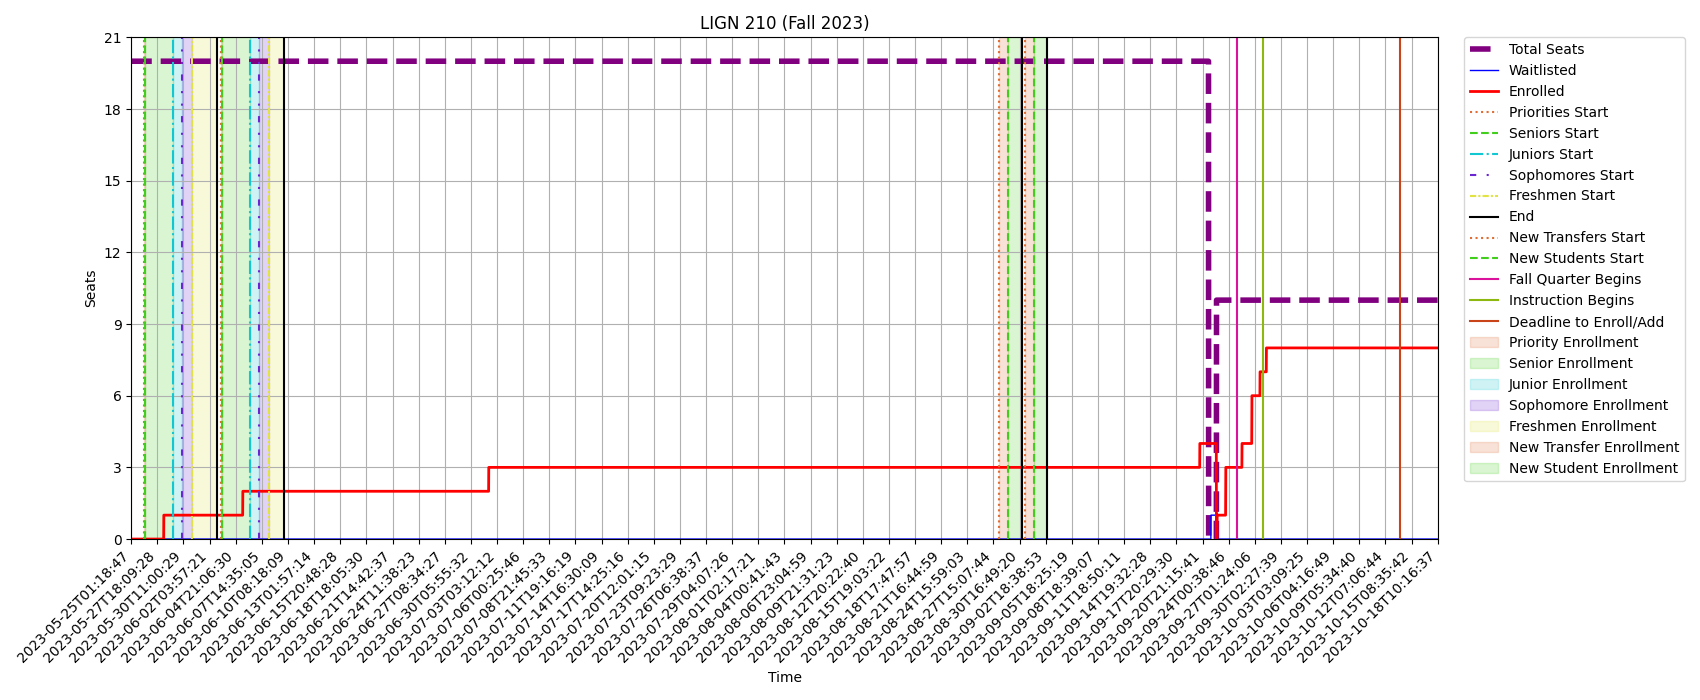 LIGN 210 (Fall 2023)
21
18
15
12
9
6
3
0
Seats
2023-05-25T01:18:47
2023-05-27T18:09:28
2023-05-30T11:00:29
2023-06-02T03:57:21
2023-06-04T21:06:30
2023-06-07T14:35:05
2023-06-10T08:18:09
2023-06-13T01:57:14
2023-06-15T20:48:28
2023-06-18T18:05:30
2023-06-21T14:42:37
2023-06-24T11:38:23
2023-06-27T08:34:27
2023-06-30T05:55:32
2023-07-03T03:12:12
2023-07-06T00:25:46
2023-07-08T21:45:33
2023-07-11T19:16:19
2023-07-14T16:30:09
2023-07-17T14:25:16
2023-07-20T12:01:15
2023-07-23T09:23:29
2023-07-26T06:38:37
2023-07-29T04:07:26
2023-08-01T02:17:21
2023-08-04T00:41:43
2023-08-06T23:04:59
2023-08-09T21:31:23
2023-08-12T20:22:40
2023-08-15T19:03:22
2023-08-18T17:47:57
2023-08-21T16:44:59
2023-08-24T15:59:03
2023-08-27T15:07:44
2023-08-30T16:49:20
2023-09-02T18:38:53
2023-09-05T18:25:19
2023-09-08T18:39:07
2023-09-11T18:50:11
2023-09-14T19:32:28
2023-09-17T20:29:30
2023-09-20T21:15:41
2023-09-24T00:38:46
2023-09-27T01:24:06
2023-09-30T02:27:39
2023-10-03T03:09:25
2023-10-06T04:16:49
2023-10-09T05:34:40
2023-10-12T07:06:44
2023-10-15T08:35:42
2023-10-18T10:16:37
Time
Total Seats
Waitlisted
Enrolled
Priorities Start
Seniors Start
Juniors Start
Sophomores Start
Freshmen Start
End
New Transfers Start
New Students Start
Fall Quarter Begins
Instruction Begins
Deadline to Enroll/Add
Priority Enrollment
Senior Enrollment
Junior Enrollment
Sophomore Enrollment
Freshmen Enrollment
New Transfer Enrollment
New Student Enrollment